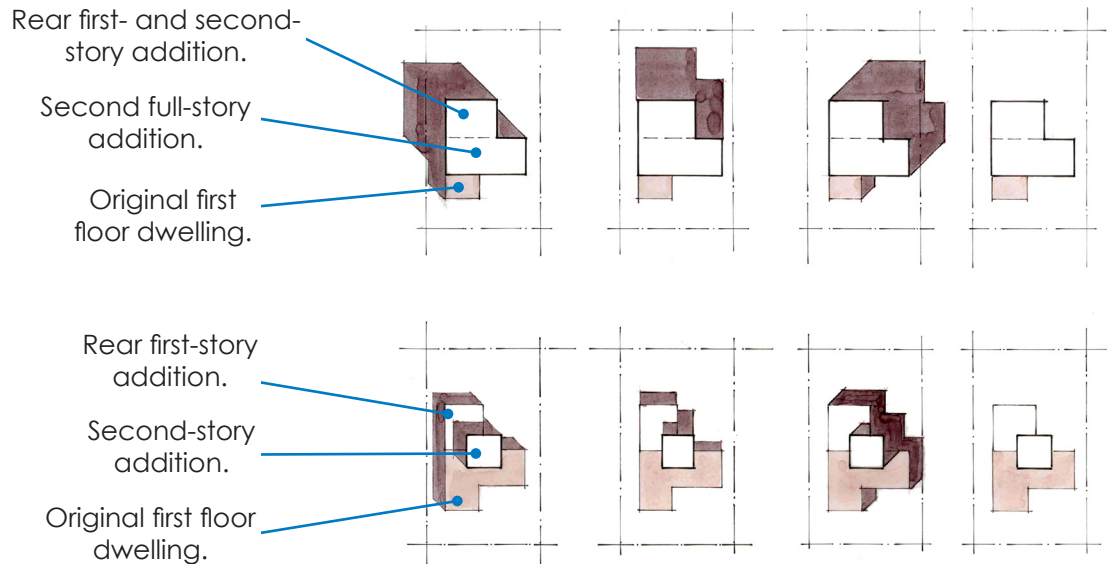 Rear first- and second-
story addition.
Second full-story
addition.
Original first
floor dwelling.
Rear first-story
addition.
Second-story
addition.
Original first floor
dwelling.